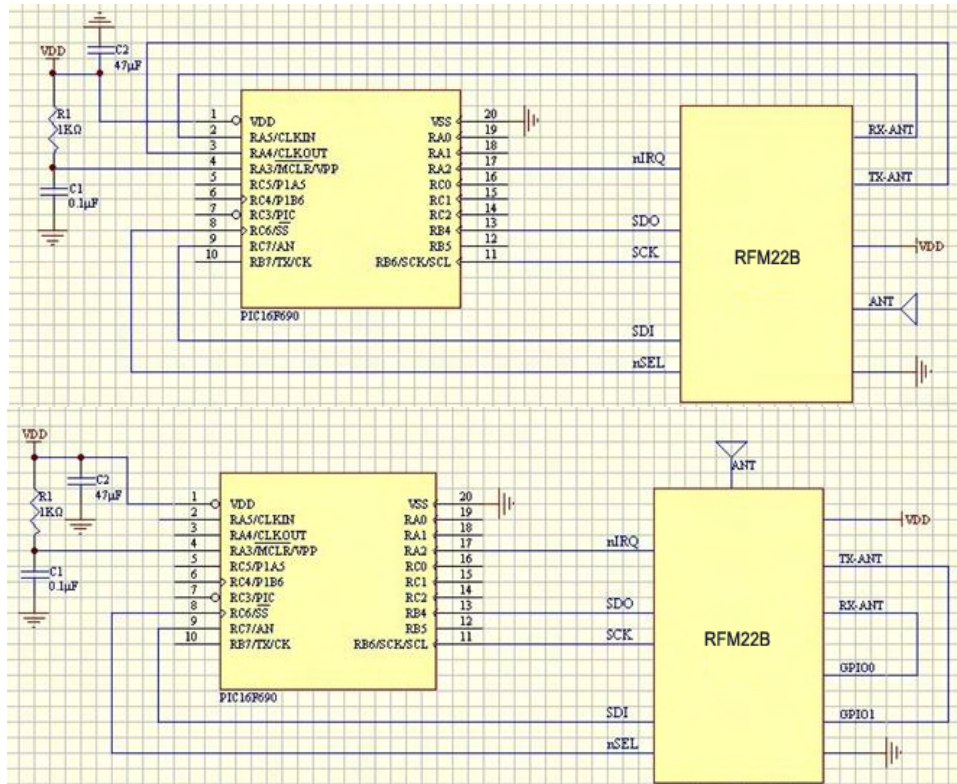 C2
47µF
VDD
R1
1KΩ
C1
0.1µF
1 VDD VSS 20
2 RA5/CLKIN RA0 19
3 RA4/CLKOUT RA1 18
4 RA3/MCLR/VPP RA2 17
5 RC5/P1A5 RC0 16
6 RC4/P1B6 RC1 15
7 RC3/PIC RC2 14
8 RC6/SS RB4 13
9 RC7/AN RB5 12
10 RB7/TX/CK RB6/SCK/SCL 11
PIC16F690
nIRQ
SDO
SCK
SDI
nSEL
RFM22B
RX-ANT
TX-ANT
VDD
ANT
VDD
C2
47µF
R1
1KΩ
C1
0.1µF
1 VDD VSS 20
2 RA5/CLKIN RA0 19
3 RA4/CLKOUT RA1 18
4 RA3/MCLR/VPP RA2 17
5 RC5/P1A5 RC0 16
6 RC4/P1B6 RC1 15
7 RC3/PIC RC2 14
8 RC6/SS RB4 13
9 RC7/AN RB5 12
10 RB7/TX/CK RB6/SCK/SCL 11
PIC16F690
nIRQ
SDO
SCK
SDI
nSEL
ANT
RFM22B
VDD
TX-ANT
RX-ANT
GPIO0
GPIO1